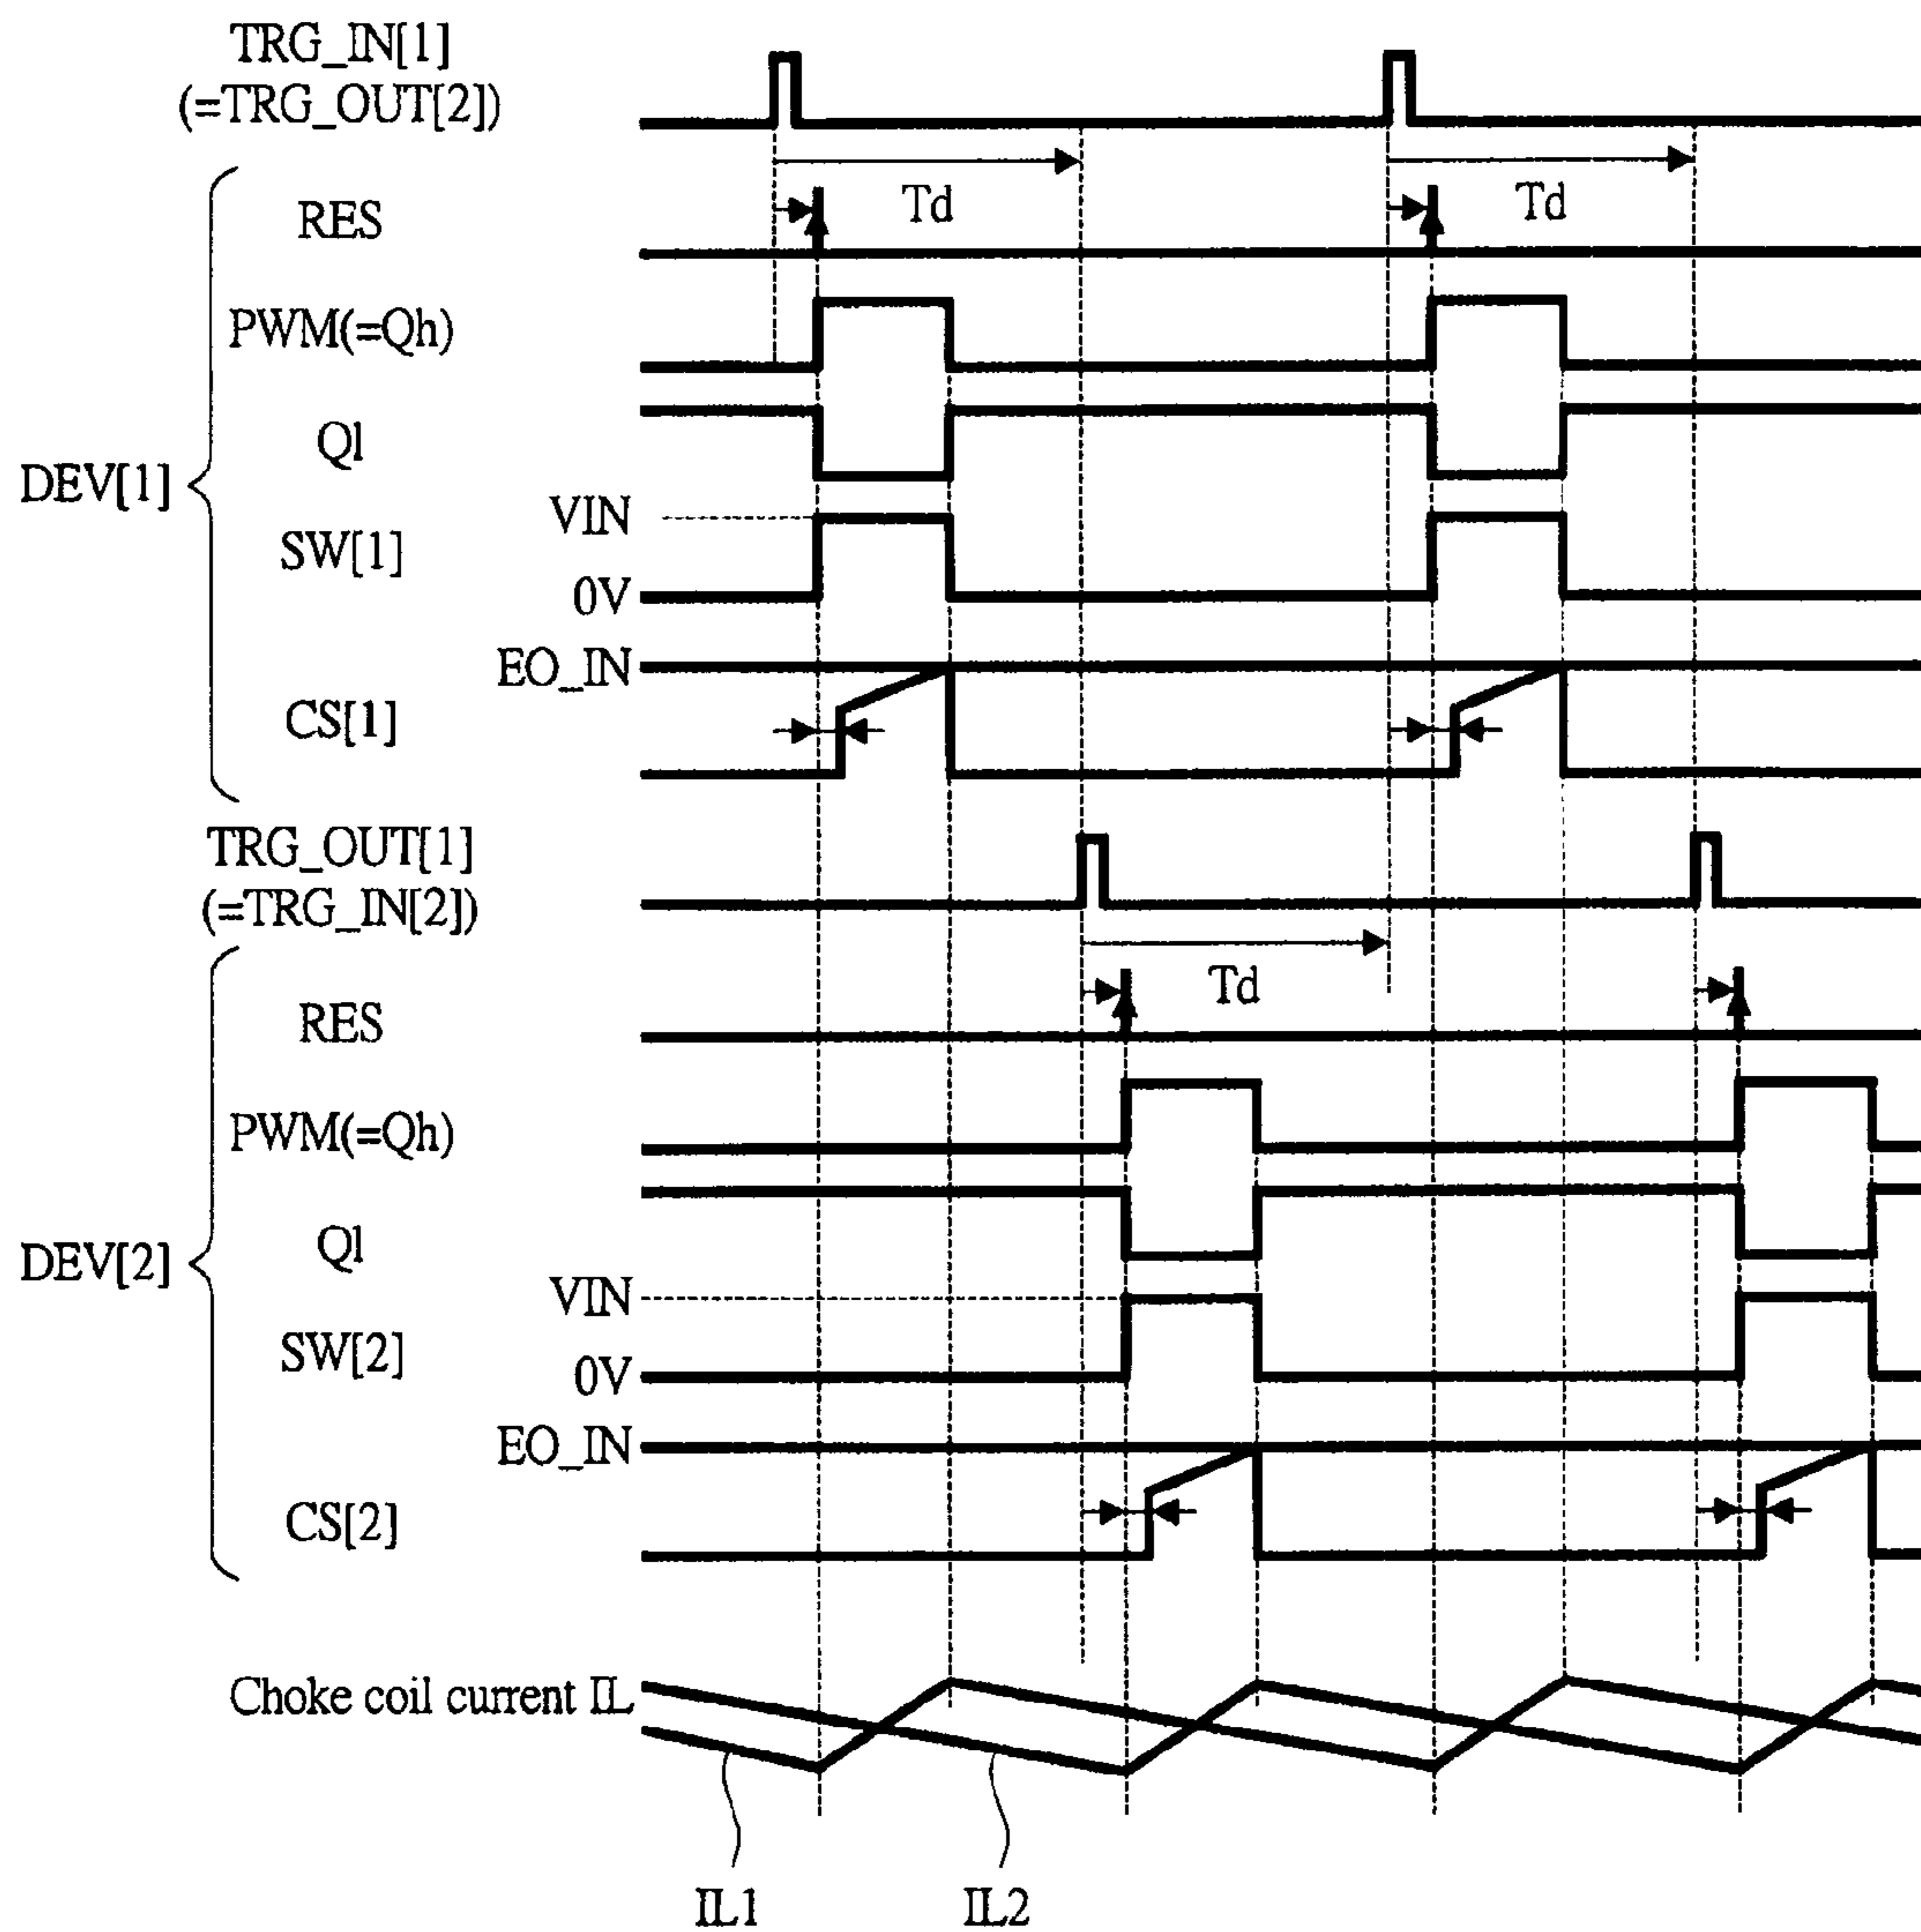 TRG_IN[1]
(=TRG_OUT[2])
Td
Td
RES
PWM(=Qh)
Ql
DEV[1]
VIN
SW[1]
0V
EO_IN
CS[1]
TRG_OUT[1]
(=TRG_IN[2])
Td
RES
PWM(=Qh)
Ql
DEV[2]
VIN
SW[2]
0V
EO_IN
CS[2]
Choke coil current IL
IL1
IL2